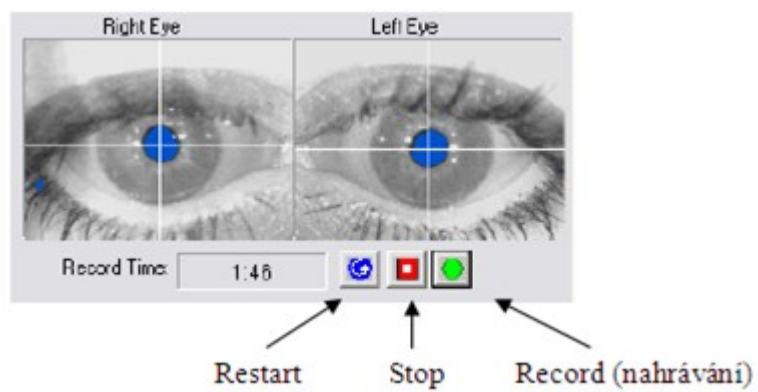 Right Eye Left Eye
Record Time: 1:46
Restart Stop Record (nahrávání)